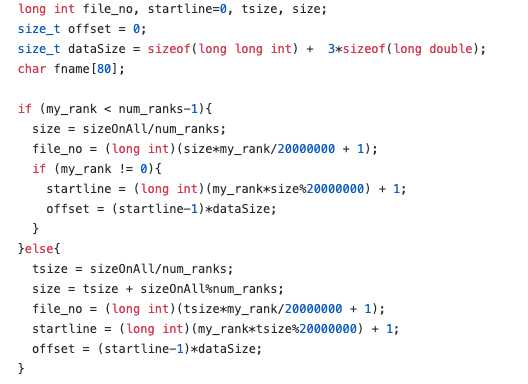 long int file_no, startline=0, tsize, size;
size_t offset = 0;
size_t dataSize = sizeof(long long int) +  3*sizeof(long double);
char fname[80];

if (my_rank < num_ranks-1){
  size = sizeOnAll/num_ranks;
  file_no = (long int)(size*my_rank/20000000 + 1);
  if (my_rank != 0){
    startline = (long int)(my_rank*size%20000000) + 1;
    offset = (startline-1)*dataSize;
  }
}else{
  tsize = sizeOnAll/num_ranks;
  size = tsize + sizeOnAll%num_ranks;
  file_no = (long int)(tsize*my_rank/20000000 + 1);
  startline = (long int)(my_rank*tsize%20000000) + 1;
  offset = (startline-1)*dataSize;
}